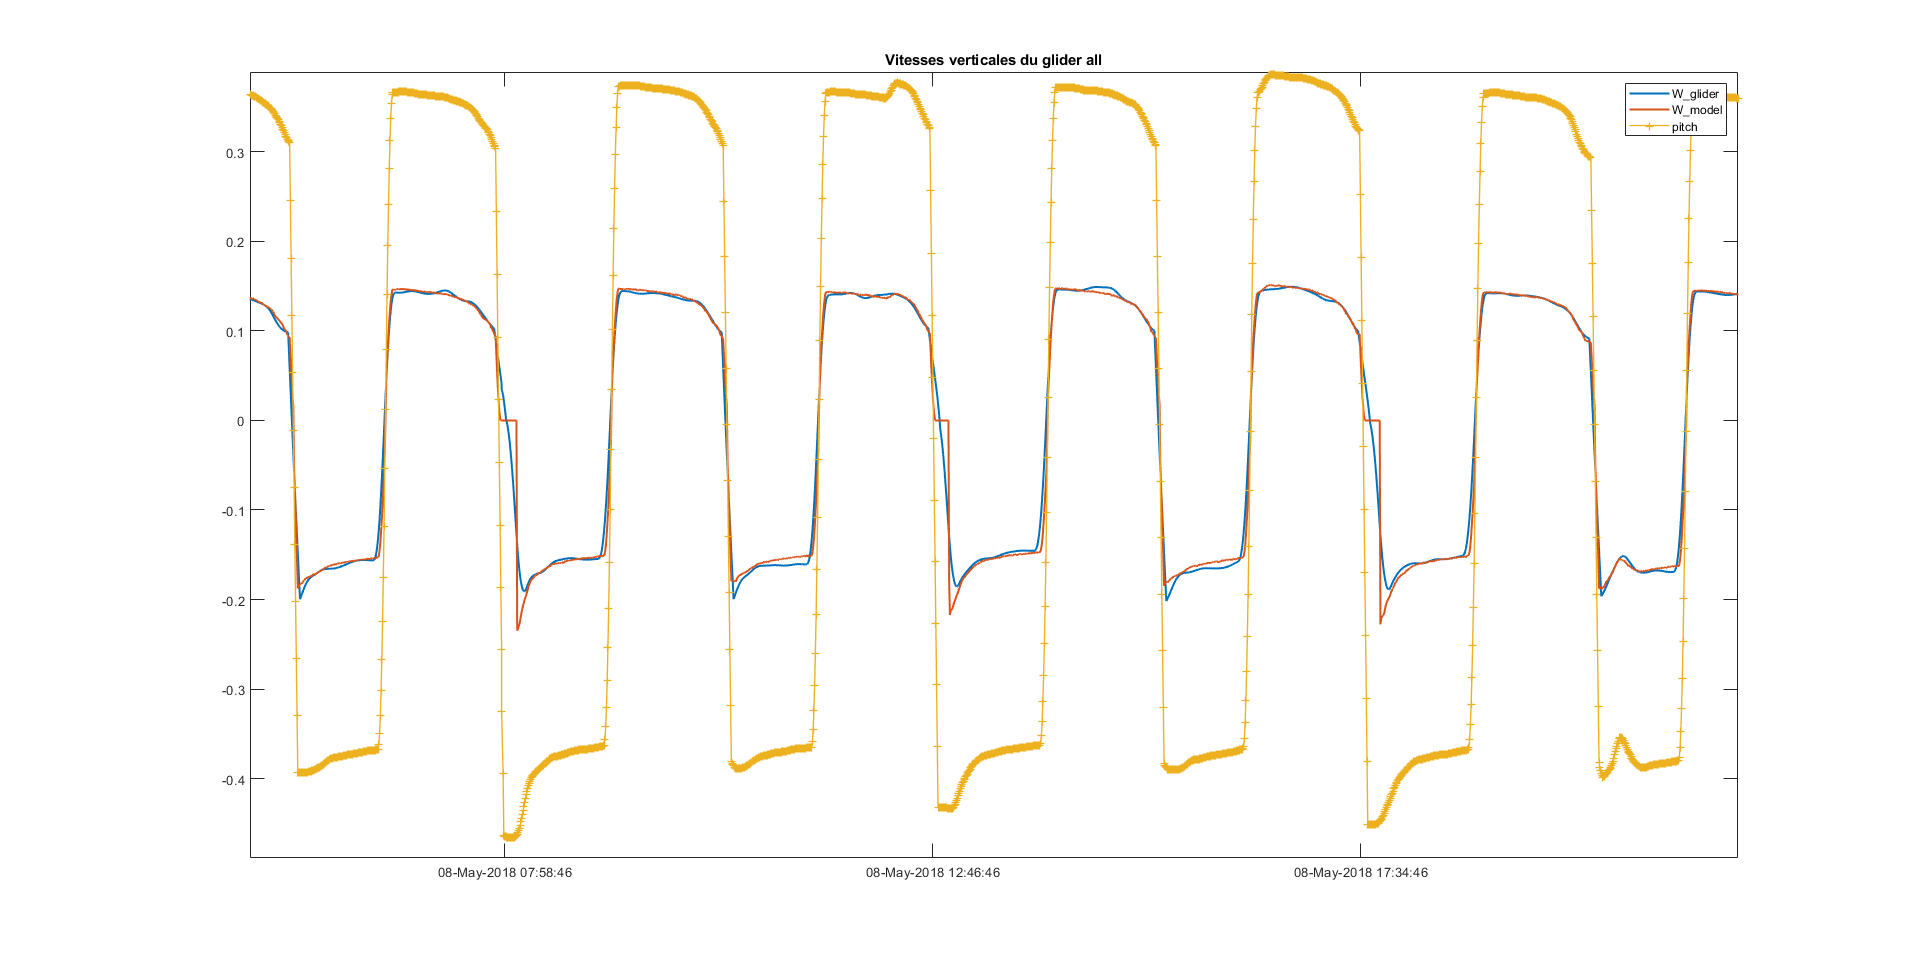 Vitesses verticales du glider all
W_glider
W_model
pitch
0.3
0.2
0.1
0
-0.1
-0.2
-0.3
-0.4
08-May-2018 07:58:46
08-May-2018 12:46:46
08-May-2018 17:34:46